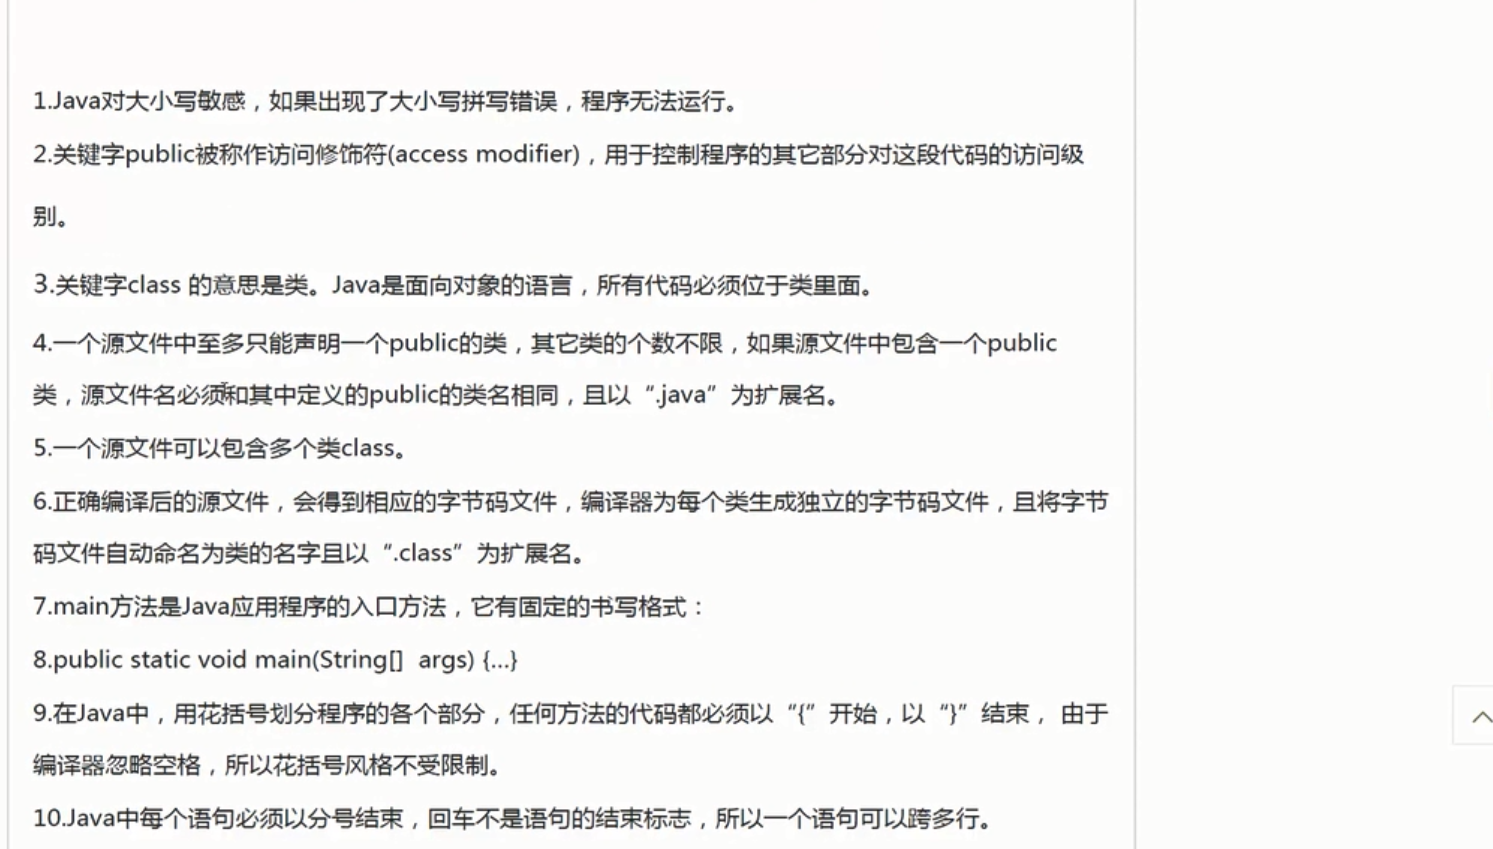 1.Java对大小写敏感，如果出现了大小写拼写错误，程序无法运行。
2.关键字public被称作访问修饰符(access modifier)，用于控制程序的其它部分对这段代码的访问级
别。
3.关键字class 的意思是类。Java是面向对象的语言，所有代码必须位于类里面。
4.一个源文件中至多只能声明一个public的类，其它类的个数不限，如果源文件中包含一个public
类，源文件名必须和其中定义的public的类名相同，且以“.java”为扩展名。
5.一个源文件可以包含多个类class。
6.正确编译后的源文件，会得到相应的字节码文件，编译器为每个类生成独立的字节码文件，且将字节
码文件自动命名为类的名字且以“.class”为扩展名。
7.main方法是Java应用程序的入口方法，它有固定的书写格式：
8.public static void main(String[]  args) {...}
9.在Java中，用花括号划分程序的各个部分，任何方法的代码都必须以“{”开始，以“}”结束， 由于
编译器忽略空格，所以花括号风格不受限制。
10.Java中每个语句必须以分号结束，回车不是语句的结束标志，所以一个语句可以跨多行。